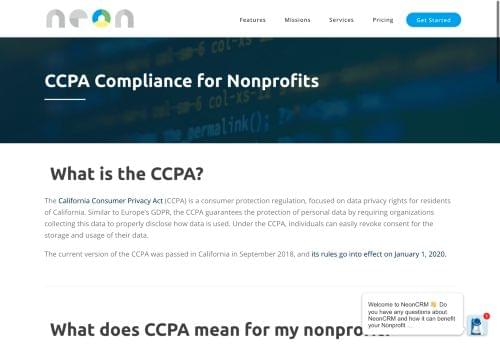 neon
Features Missions Services Pricing Get Started
CCPA Compliance for Nonprofits
What is the CCPA?
The California Consumer Privacy Act (CCPA) is a consumer protection regulation, focused on data privacy rights for residents
of California. Similar to Europe's GDPR, the CCPA guarantees the protection of personal data by requiring organizations
collecting this data to properly disclose how data is used. Under the CCPA, individuals can easily revoke consent for the
storage and usage of their data.
The current version of the CCPA was passed in California in September 2018, and its rules go into effect on January 1, 2020.
Welcome to NeonCRM 👋 Do
you have any questions about
NeonCRM and how it can benefit
your Nonprofit ...
1
What does CCPA mean for my nonprofit?